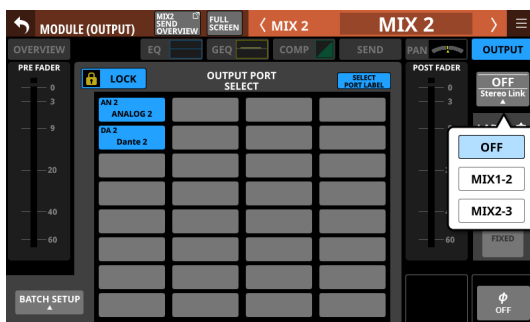 MODULE (OUTPUT)
MIX2
SEND
OVERVIEW
FULL
SCREEN
MIX 2
MIX 2
OVERVIEW
EQ
GEQ
COMP
SEND
PAN
OUTPUT
PRE FADER
0
3
9
20
40
60
LOCK
OUTPUT PORT
SELECT
SELECT
PORT LABEL
AN 2
ANALOG 2
DA 2
Dante 2
POST FADER
0
3
60
OFF
Stereo Link
OFF
MIX1-2
MIX2-3
FIXED
BATCH SETUP
ϕ
OFF